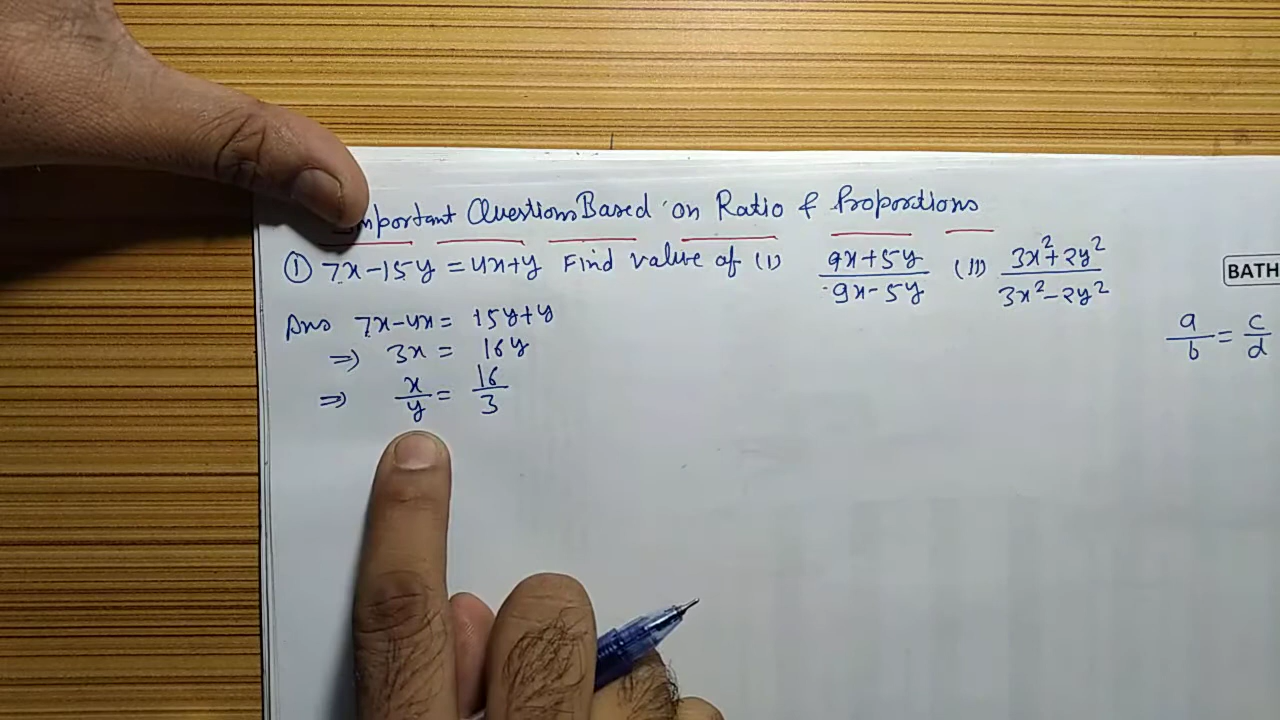 Important Questions Based on Ratio & Proportions
① 7x-15y = 4x+y Find value of (i) (9x+5y)/(9x-5y) (ii) (3x²+2y²)/(3x²-2y²)
BATH
Ans 7x-4x = 15y+y
⇒ 3x = 16y
a/b = c/d
⇒ x/y = 16/3